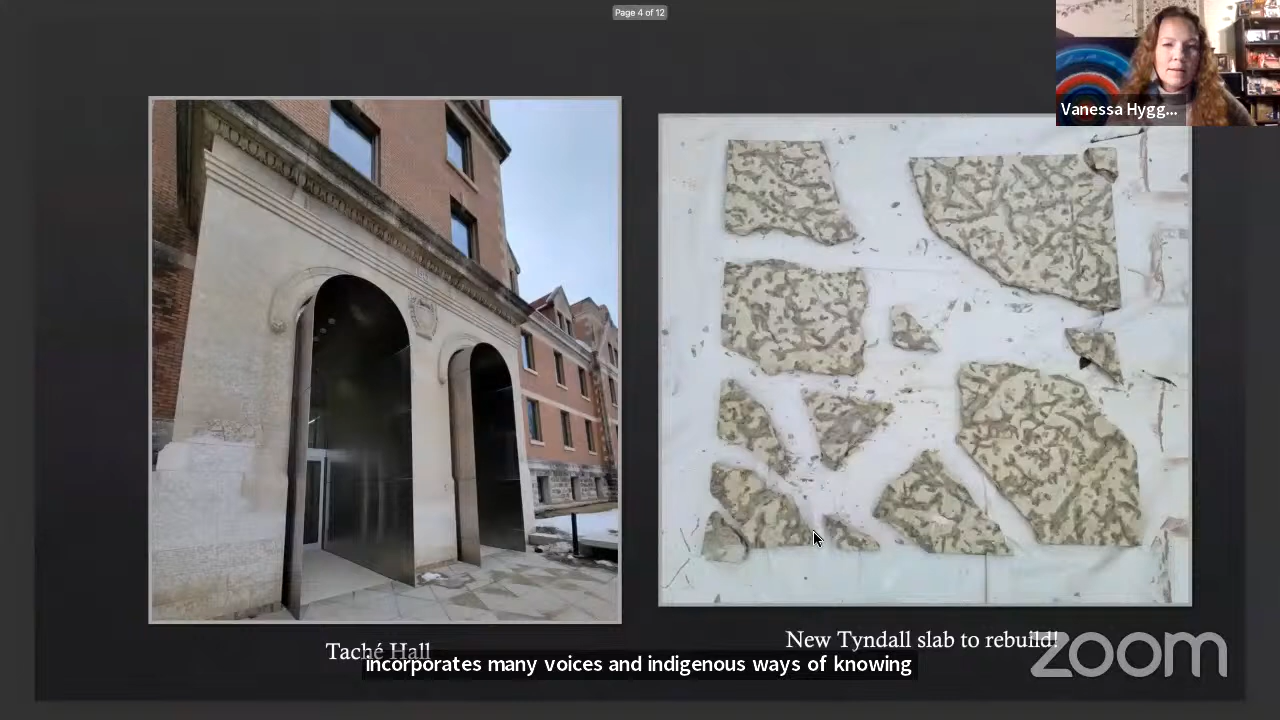 Page 4 of 12
Vanessa Hygg...
New Tyndall slab to rebuild!
Taché Hall
incorporates many voices and indigenous ways of knowing
zoom